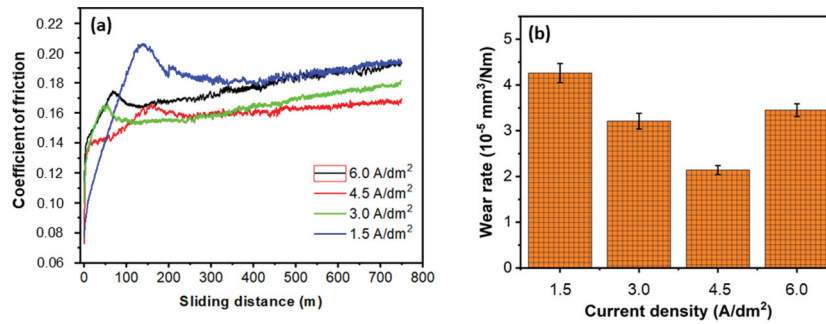 (a)
Coefficient of friction
0.22
0.20
0.18
0.16
0.14
0.12
0.10
0.08
0.06
6.0 A/dm²
4.5 A/dm²
3.0 A/dm²
1.5 A/dm²
0 100 200 300 400 500 600 700 800
Sliding distance (m)
(b)
Wear rate (10⁻⁵ mm³/Nm)
5
4
3
2
1
0
1.5 3.0 4.5 6.0
Current density (A/dm²)